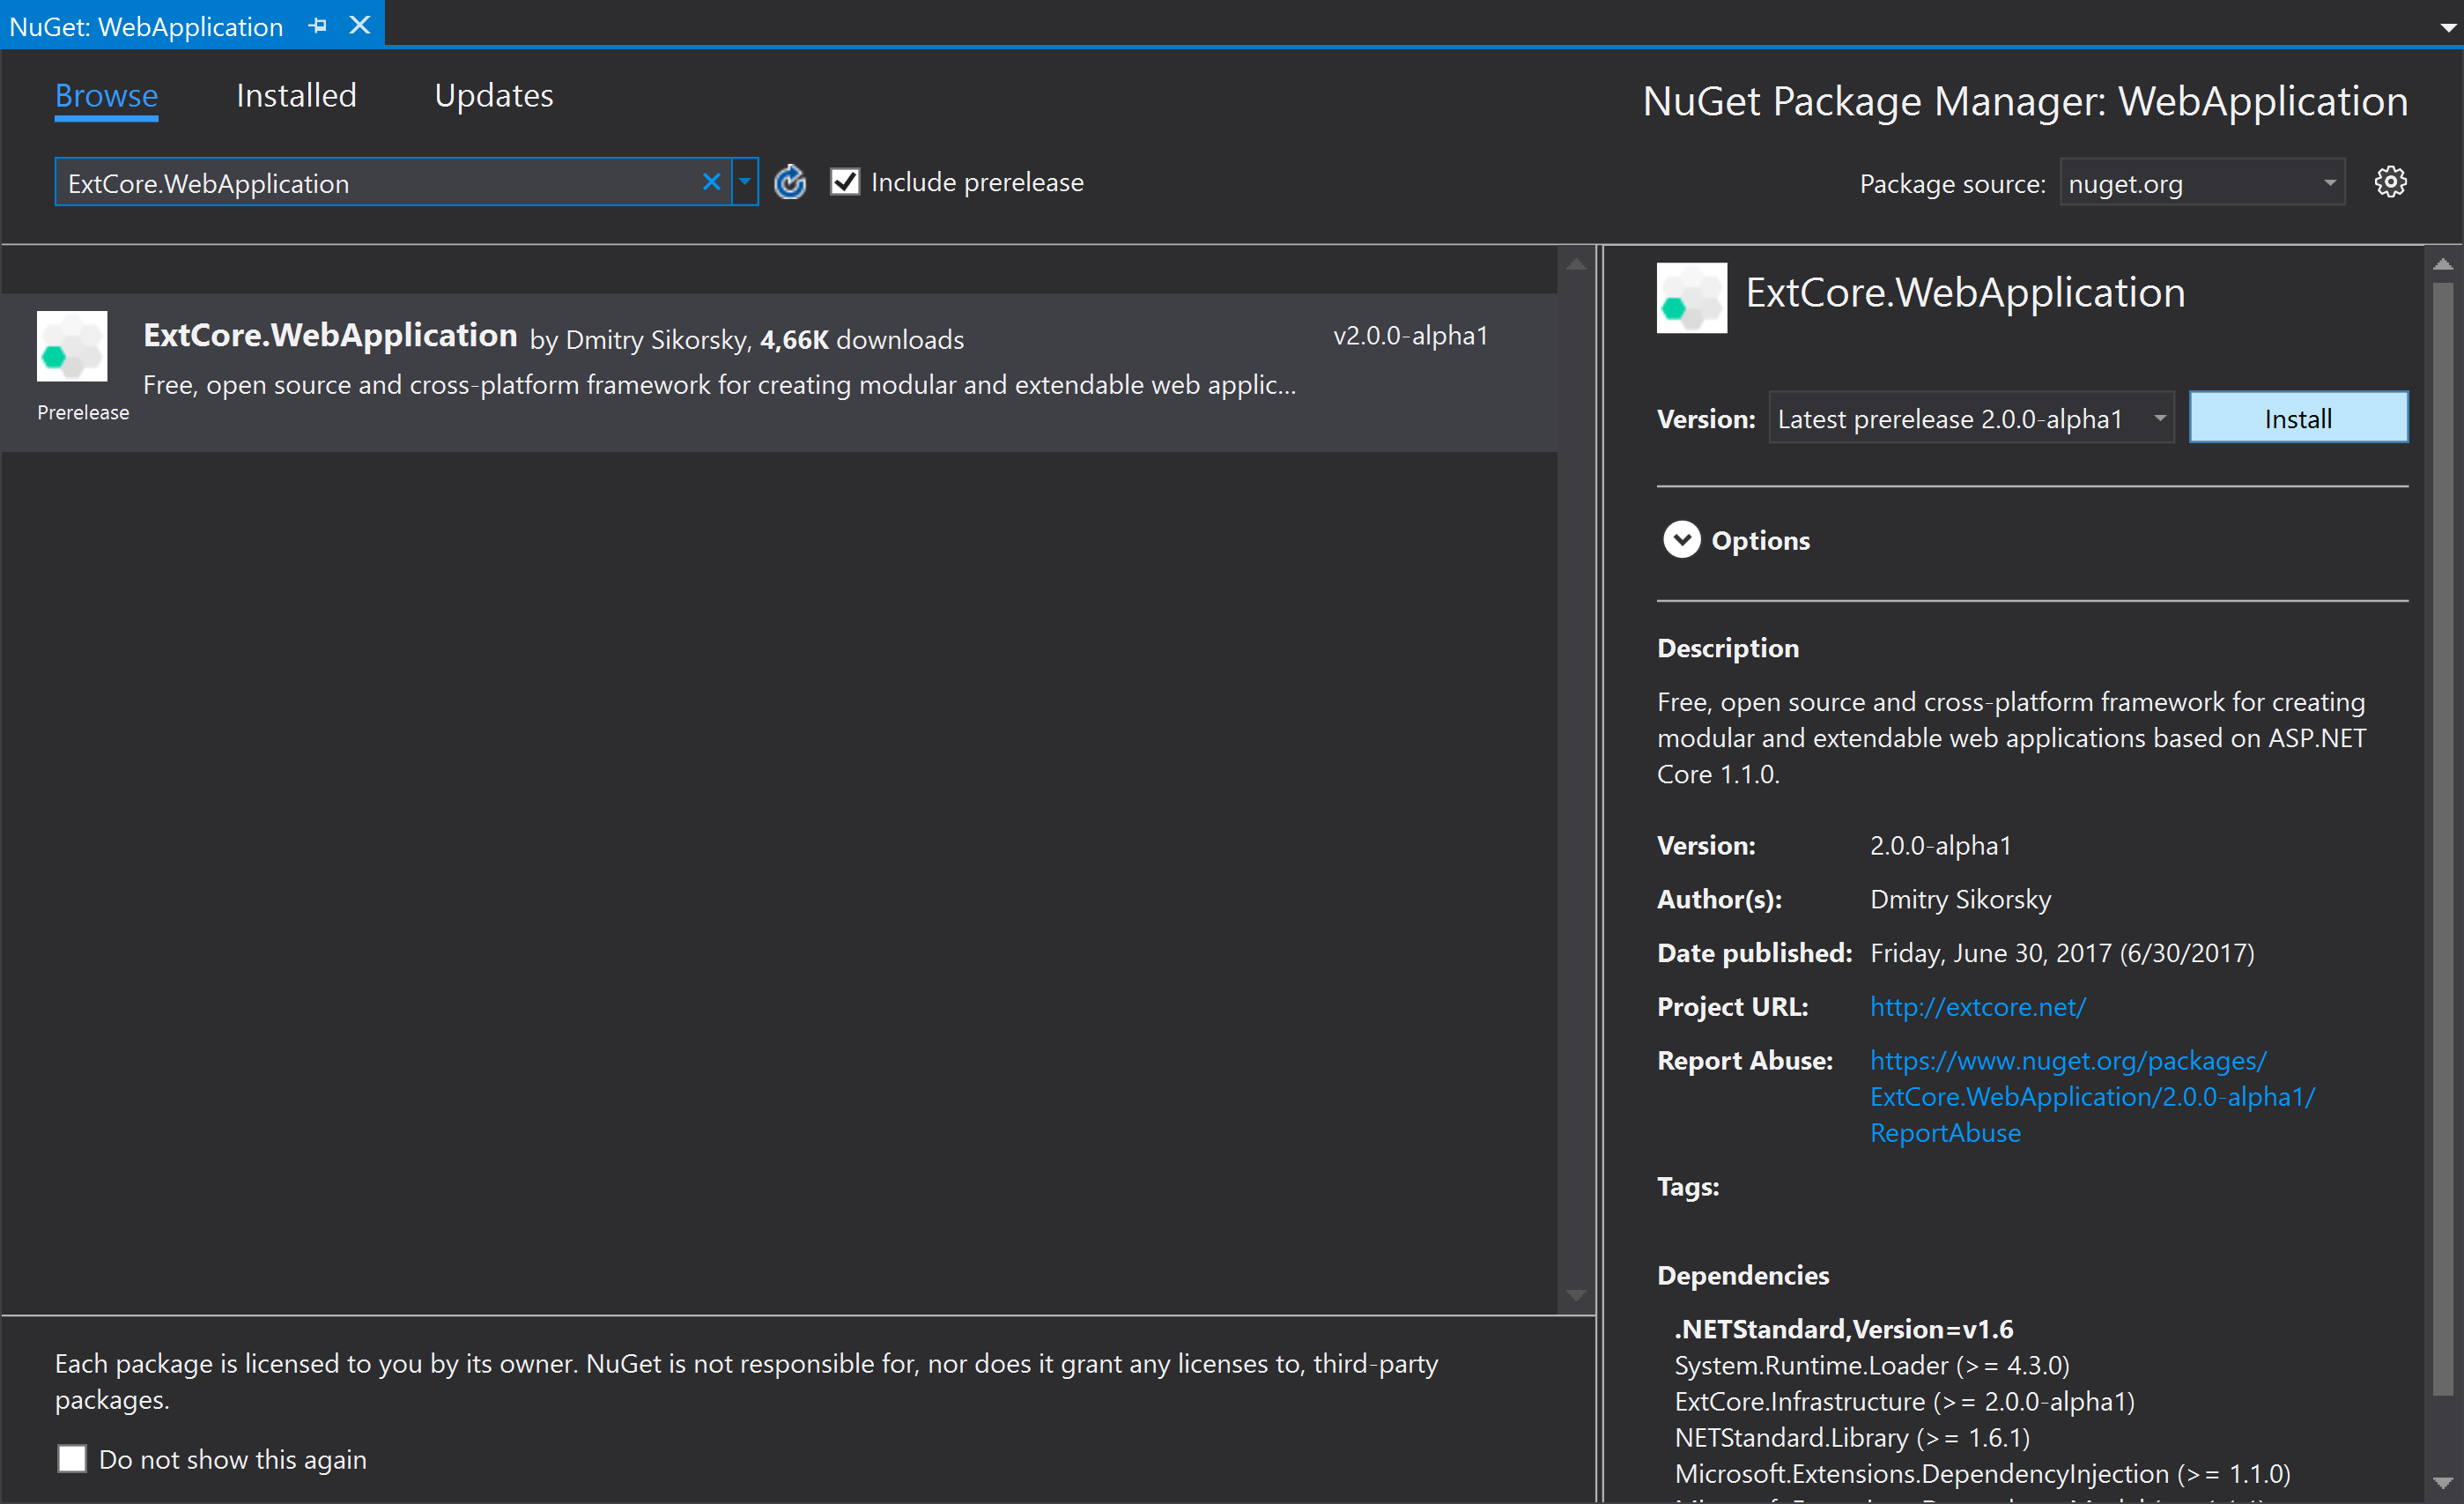 NuGet: WebApplication
Browse Installed Updates
NuGet Package Manager: WebApplication
ExtCore.WebApplication
Include prerelease
Package source: nuget.org
ExtCore.WebApplication by Dmitry Sikorsky, 4,66K downloads v2.0.0-alpha1
Free, open source and cross-platform framework for creating modular and extendable web applic...
Prerelease
Each package is licensed to you by its owner. NuGet is not responsible for, nor does it grant any licenses to, third-party
packages.
Do not show this again
ExtCore.WebApplication
Version: Latest prerelease 2.0.0-alpha1 Install
Options
Description
Free, open source and cross-platform framework for creating
modular and extendable web applications based on ASP.NET
Core 1.1.0.
Version: 2.0.0-alpha1
Author(s): Dmitry Sikorsky
Date published: Friday, June 30, 2017 (6/30/2017)
Project URL: http://extcore.net/
Report Abuse: https://www.nuget.org/packages/
ExtCore.WebApplication/2.0.0-alpha1/
ReportAbuse
Tags:
Dependencies
.NETStandard,Version=v1.6
System.Runtime.Loader (>= 4.3.0)
ExtCore.Infrastructure (>= 2.0.0-alpha1)
NETStandard.Library (>= 1.6.1)
Microsoft.Extensions.DependencyInjection (>= 1.1.0)